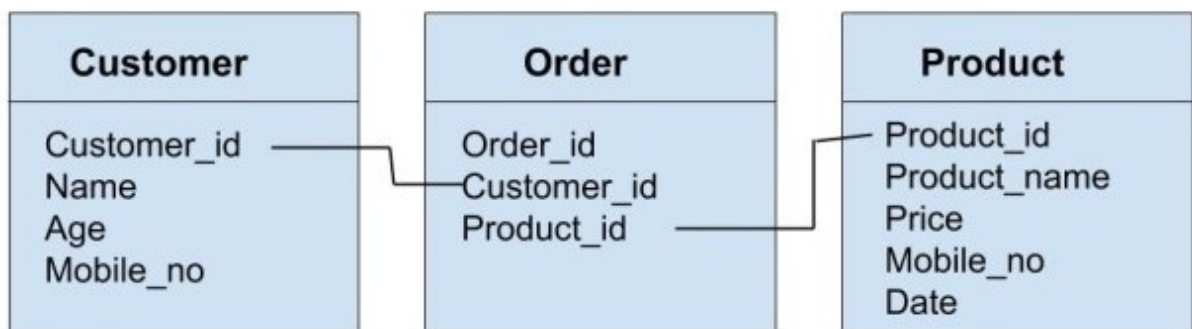 Customer
Customer_id
Name
Age
Mobile_no
Order
Order_id
Customer_id
Product_id
Product
Product_id
Product_name
Price
Mobile_no
Date